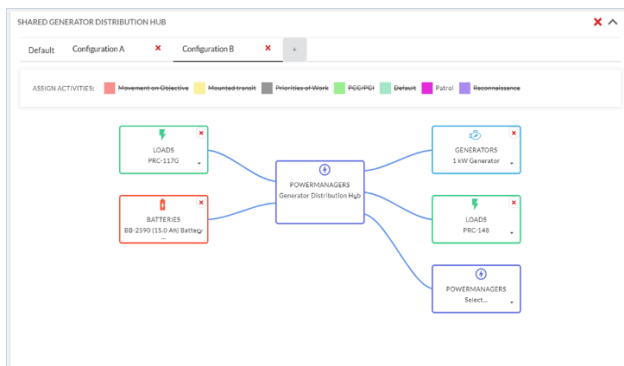 SHARED GENERATOR DISTRIBUTION HUB
Default Configuration A Configuration B +
ASSIGN ACTIVITIES: Movement on Objective Mounted transit Priorities of Work PCC/PCI Default Patrol Reconnaissance
LOADS
PRC-117G
BATTERIES
BB-2590 (15.0 Ah) Battery
...
POWERMANAGERS
Generator Distribution Hub
GENERATORS
1 kW Generator
LOADS
PRC-148
POWERMANAGERS
Select...